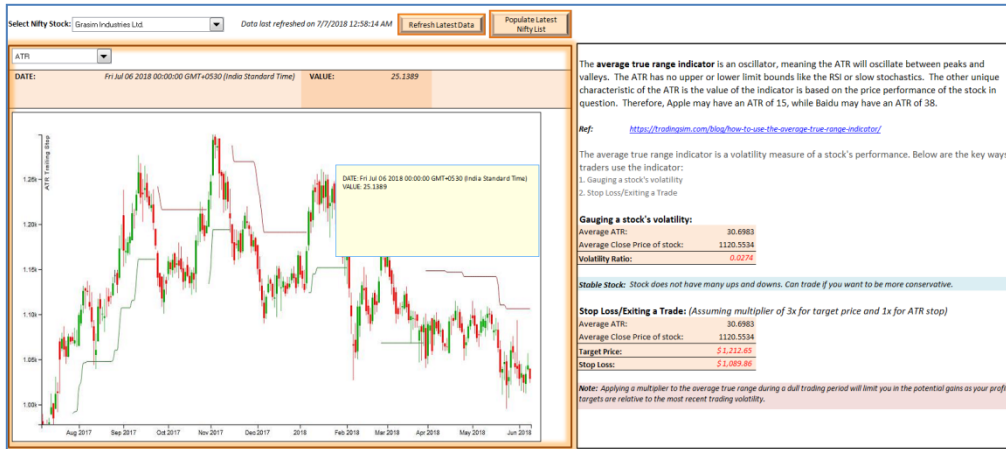 Select Nifty Stock: Grasim Industries Ltd.
Data last refreshed on 7/7/2018 12:58:14 AM
Refresh Latest Data
Populate Latest
Nifty List
ATR
DATE: Fri Jul 06 2018 00:00:00 GMT+0530 (India Standard Time) VALUE: 25.1389
ATR Trailing Stop
1.25k
1.20k
1.15k
1.10k
1.05k
1.00k
DATE: Fri Jul 06 2018 00:00:00 GMT+0530 (India Standard Time)
VALUE: 25.1389
Aug 2017 Sep 2017 Oct 2017 Nov 2017 Dec 2017 2018 Feb 2018 Mar 2018 Apr 2018 May 2018 Jun 2018
The average true range indicator is an oscillator, meaning the ATR will oscillate between peaks and
valleys. The ATR has no upper or lower limit bounds like the RSI or slow stochastics. The other unique
characteristic of the ATR is the value of the indicator is based on the price performance of the stock in
question. Therefore, Apple may have an ATR of 15, while Baidu may have an ATR of 38.
Ref: https://tradingsim.com/blog/how-to-use-the-average-true-range-indicator/
The average true range indicator is a volatility measure of a stock's performance. Below are the key ways
traders use the indicator:
1. Gauging a stock's volatility
2. Stop Loss/Exiting a Trade
Gauging a stock's volatility:
Average ATR: 30.6983
Average Close Price of stock: 1120.5534
Volatility Ratio: 0.0274
Stable Stock: Stock does not have many ups and downs. Can trade if you want to be more conservative.
Stop Loss/Exiting a Trade: (Assuming multiplier of 3x for target price and 1x for ATR stop)
Average ATR: 30.6983
Average Close Price of stock: 1120.5534
Target Price: $1,212.65
Stop Loss: $1,089.86
Note: Applying a multiplier to the average true range during a dull trading period will limit you in the potential gains as your profi
targets are relative to the most recent trading volatility.